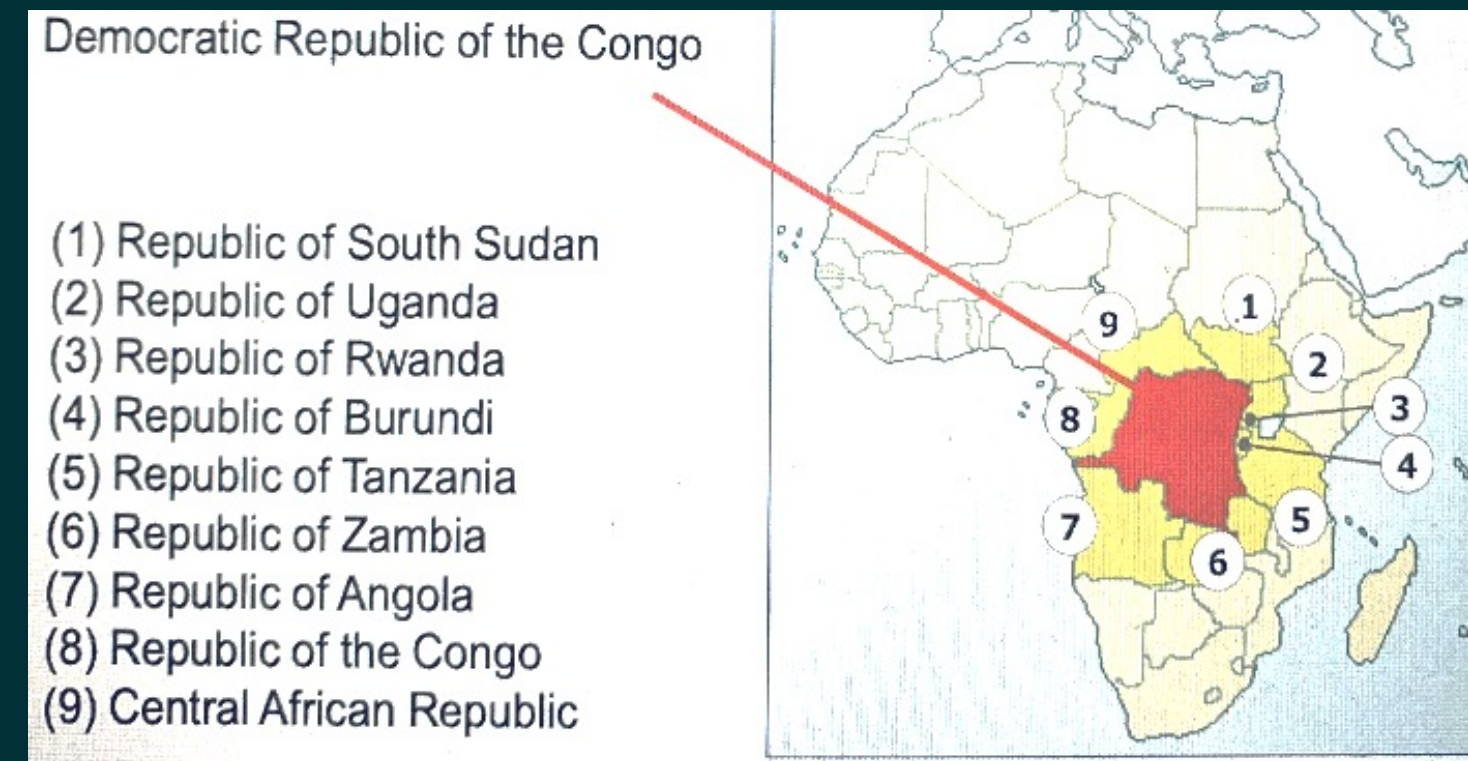 Democratic Republic of the Congo
(1) Republic of South Sudan
(2) Republic of Uganda
(3) Republic of Rwanda
(4) Republic of Burundi
(5) Republic of Tanzania
(6) Republic of Zambia
(7) Republic of Angola
(8) Republic of the Congo
(9) Central African Republic
9
1
2
8
3
4
7
5
6